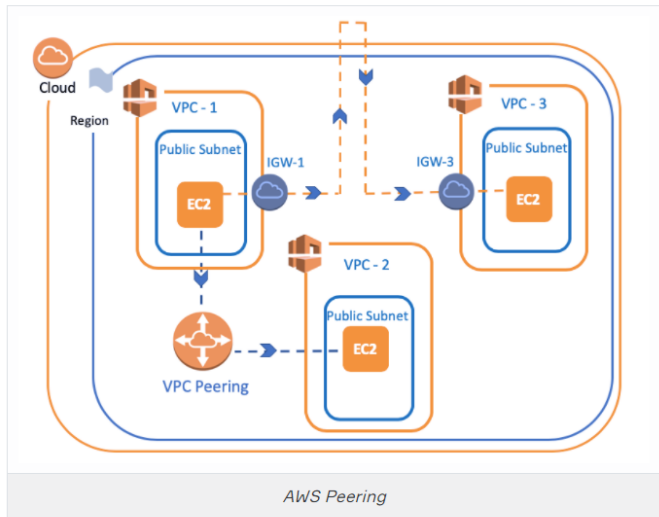 Cloud
Region
VPC - 1
Public Subnet
EC2
IGW-1
IGW-3
VPC - 3
Public Subnet
EC2
VPC - 2
Public Subnet
EC2
VPC Peering
AWS Peering